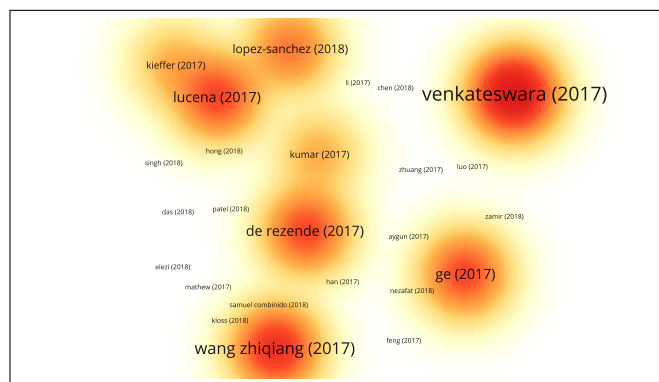 lopez-sanchez (2018)
kieffer (2017)
li (2017)
chen (2018)
venkateswara (2017)
lucena (2017)
hong (2018)
kumar (2017)
singh (2018)
zhuang (2017)
luo (2017)
das (2018)
patel (2018)
zamir (2018)
de rezende (2017)
aygun (2017)
elezi (2018)
ge (2017)
mathew (2017)
han (2017)
nezafat (2018)
samuel combinido (2018)
kloss (2018)
feng (2017)
wang zhiqiang (2017)